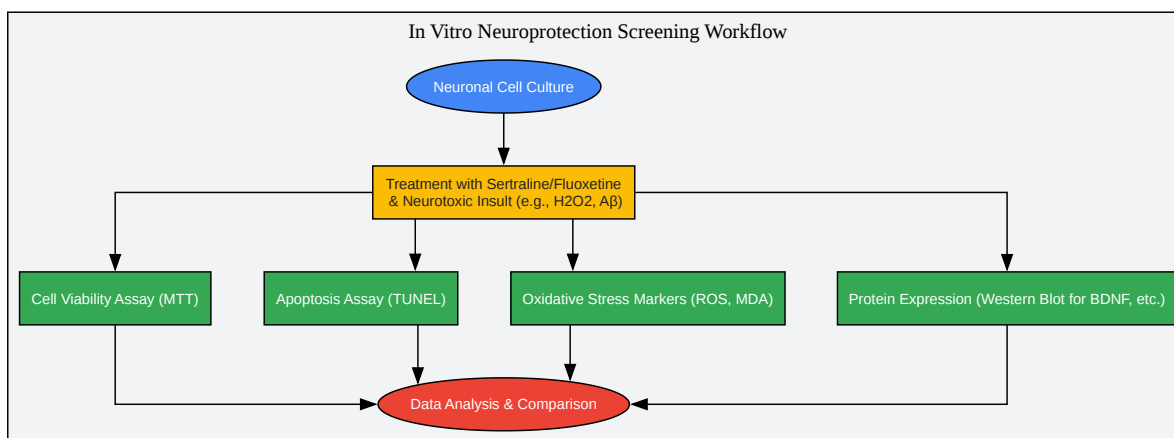 In Vitro Neuroprotection Screening Workflow
Neuronal Cell Culture
Treatment with Sertraline/Fluoxetine
& Neurotoxic Insult (e.g., H2O2, Aβ)
Cell Viability Assay (MTT)
Apoptosis Assay (TUNEL)
Oxidative Stress Markers (ROS, MDA)
Protein Expression (Western Blot for BDNF, etc.)
Data Analysis & Comparison